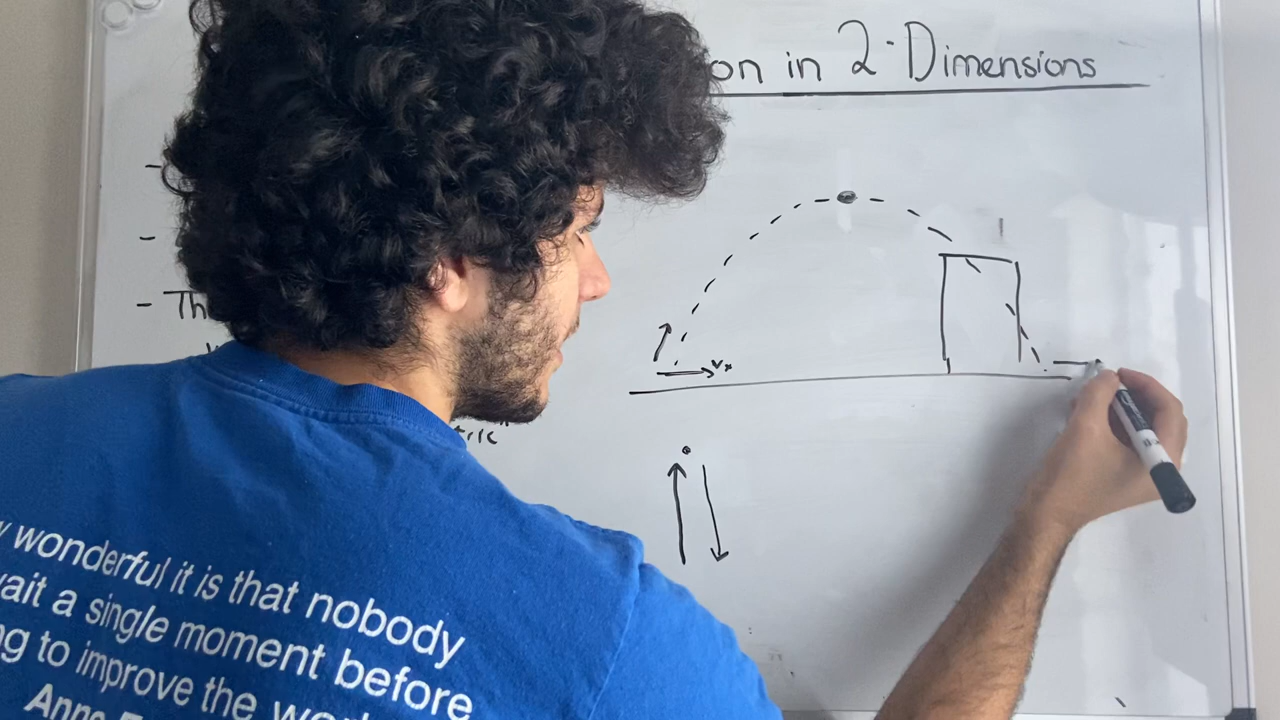 on in 2-Dimensions
-
-
- Th
Vx
tric"
wonderful it is that nobody
wait a single moment before
to improve the
Anne